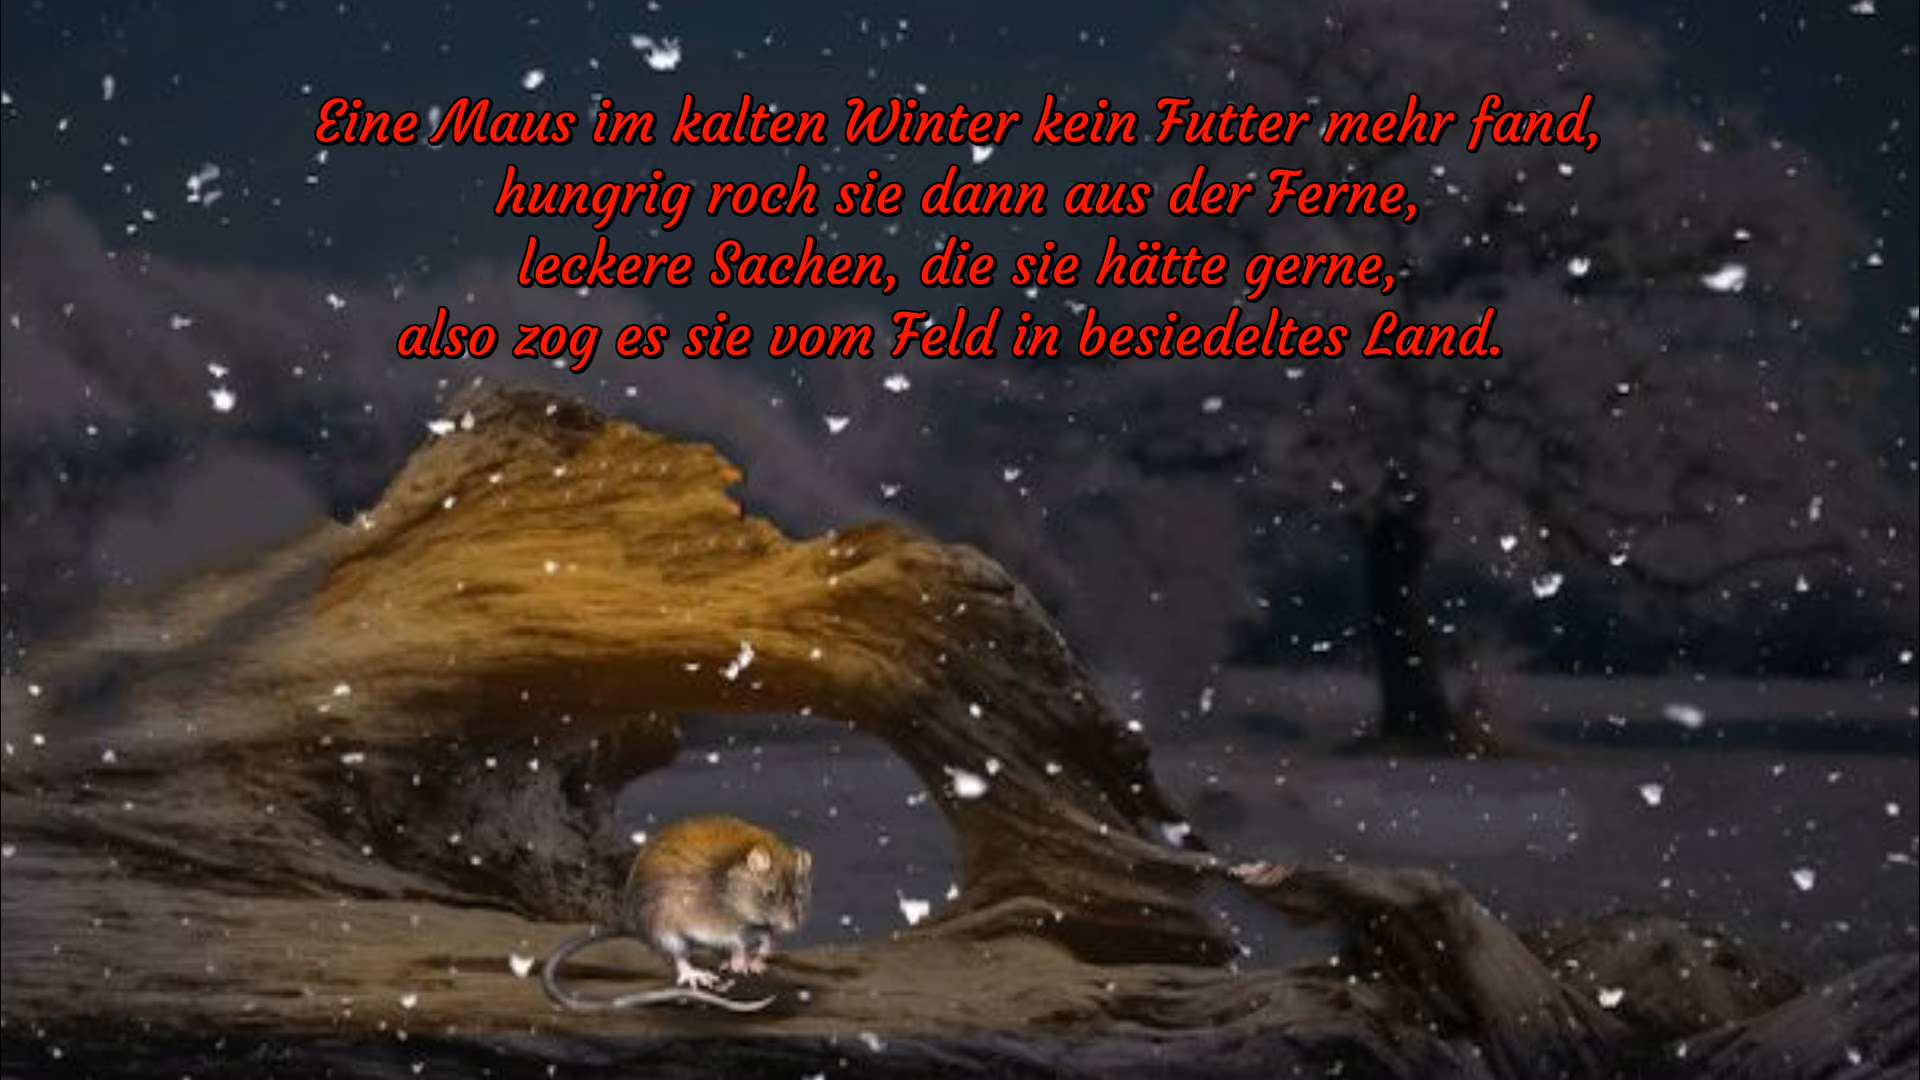 Eine Maus im kalten Winter kein Futter mehr fand,
hungrig roch sie dann aus der Ferne,
leckere Sachen, die sie hätte gerne,
also zog es sie vom Feld in besiedeltes Land.